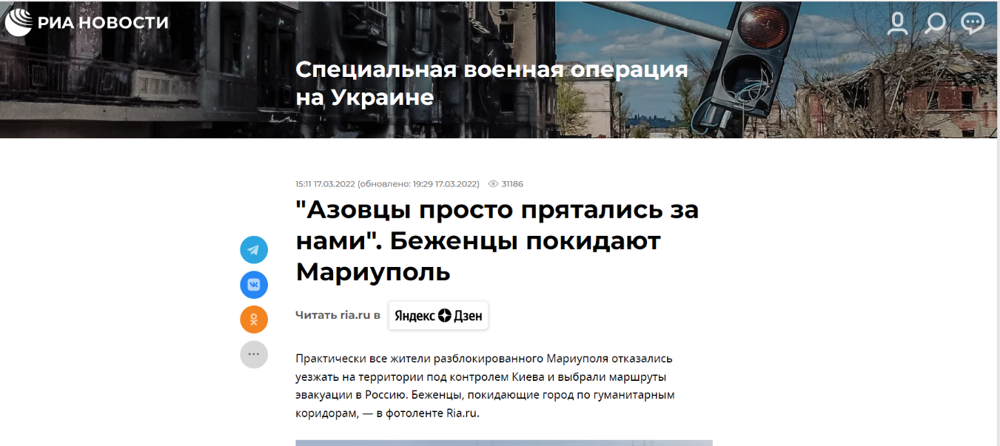 РИА НОВОСТИ
Специальная военная операция
на Украине
15:11 17.03.2022 (обновлено: 19:29 17.03.2022) 31186
"Азовцы просто прятались за
нами". Беженцы покидают
Мариуполь
Читать ria.ru в Яндекс Дзен
Практически все жители разблокированного Мариуполя отказались
уезжать на территории под контролем Киева и выбрали маршруты
эвакуации в Россию. Беженцы, покидающие город по гуманитарным
коридорам, — в фотоленте Ria.ru.